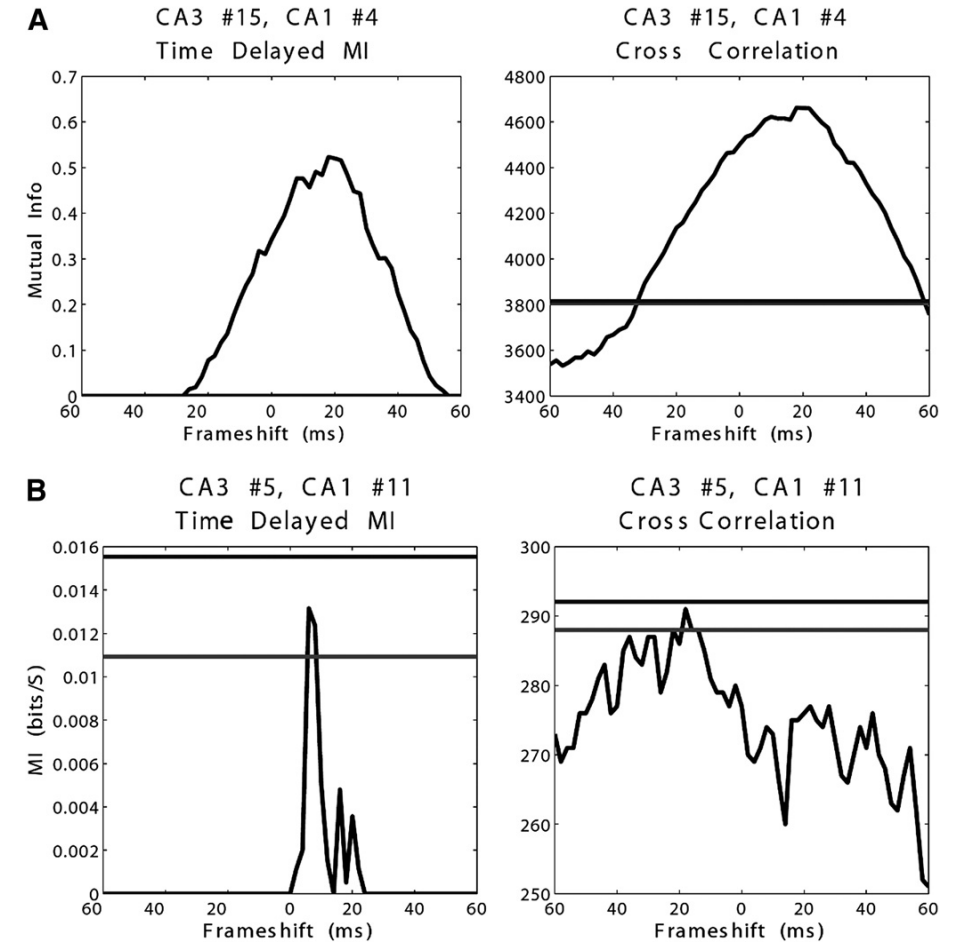 A
CA3 #15, CA1 #4
Time Delayed MI
CA3 #15, CA1 #4
Cross Correlation
Mutual Info
0.7
0.6
0.5
0.4
0.3
0.2
0.1
0
60 40 20 0 20 40 60
Frameshift (ms)
4800
4600
4400
4200
4000
3800
3600
3400
60 40 20 0 20 40 60
Frameshift (ms)
B
CA3 #5, CA1 #11
Time Delayed MI
CA3 #5, CA1 #11
Cross Correlation
MI (bits/S)
0.016
0.014
0.012
0.01
0.008
0.006
0.004
0.002
0
60 40 20 0 20 40 60
Frameshift (ms)
300
290
280
270
260
250
60 40 20 0 20 40 60
Frameshift (ms)